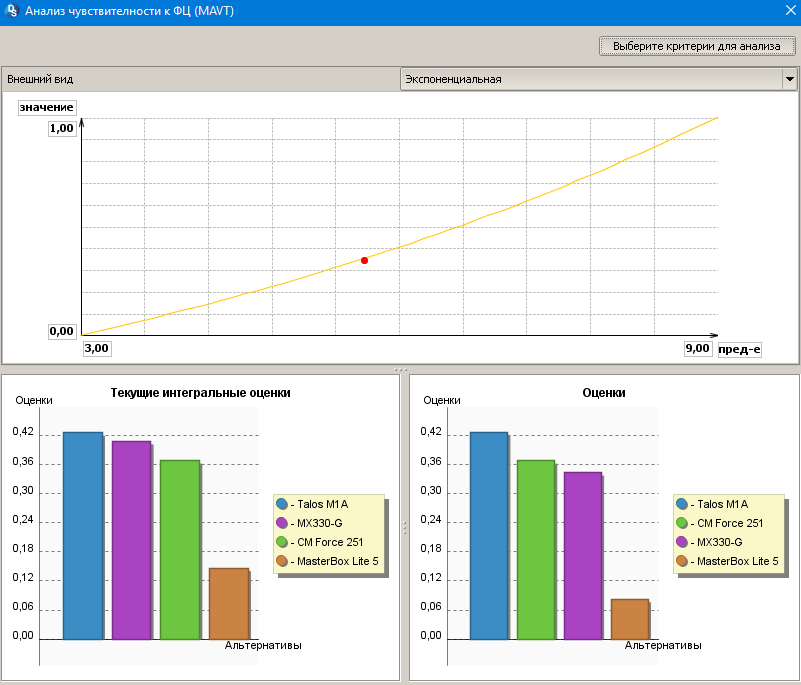 Анализ чувствителности к ФЦ (MAVT)
Выберите критерии для анализа
Внешний вид
Экспоненциальная
значение
1,00
0,00
3,00
9,00
пред-е
Текущие интегральные оценки
Оценки
0,42
0,36
0,30
0,24
0,18
0,12
0,06
0,00
Альтернативы
- Talos M1A
- MX330-G
- CM Force 251
- MasterBox Lite 5
Оценки
Оценки
0,42
0,36
0,30
0,24
0,18
0,12
0,06
0,00
Альтернативы
- Talos M1A
- CM Force 251
- MX330-G
- MasterBox Lite 5